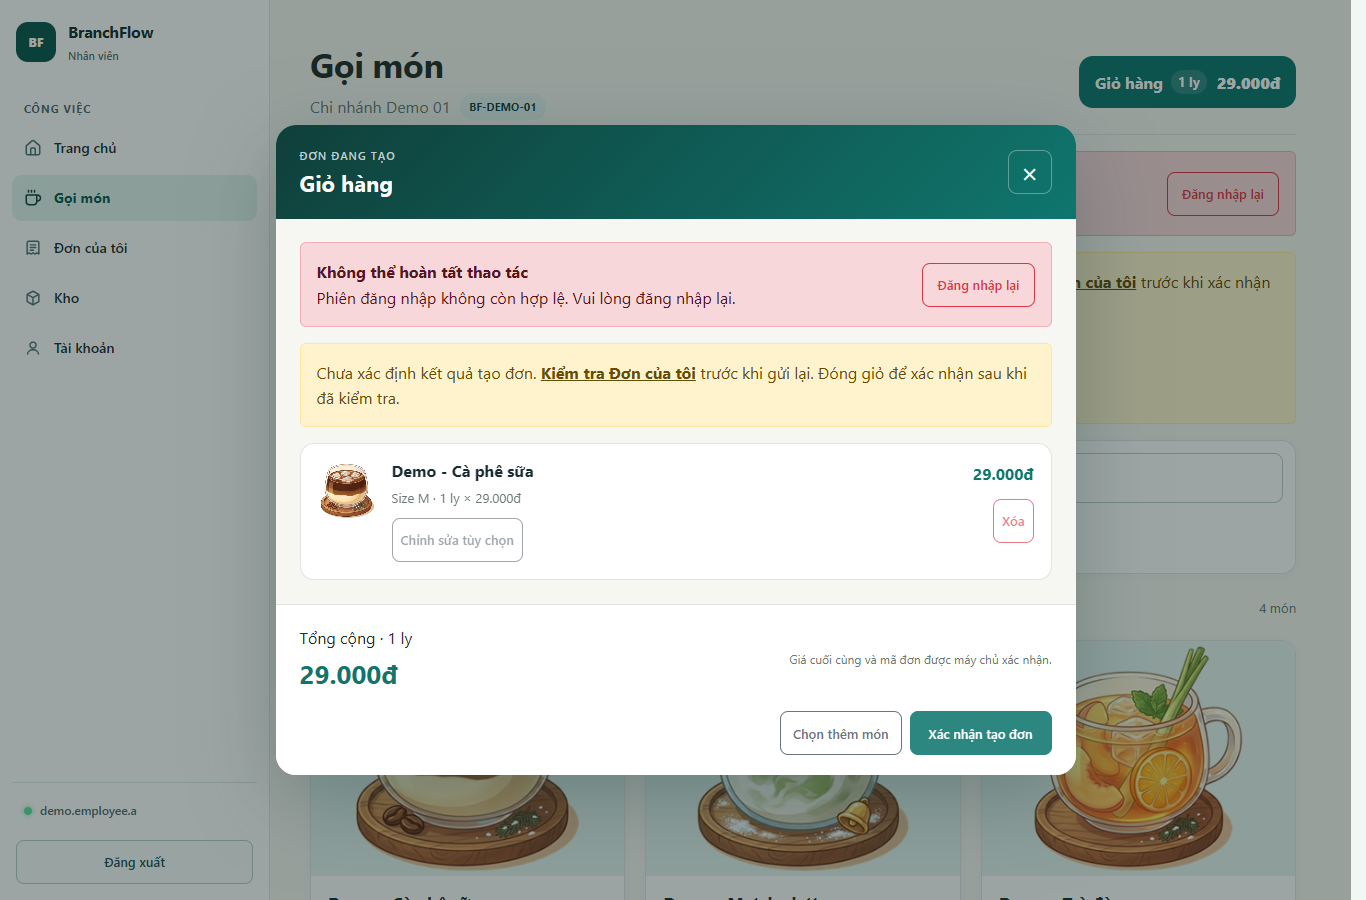 BF
BranchFlow
Nhân viên
CÔNG VIỆC
Trang chủ
Gọi món
Đơn của tôi
Kho
Tài khoản
demo.employee.a
Đăng xuất
Gọi món
Chi nhánh Demo 01 BF-DEMO-01
Giỏ hàng 1 ly 29.000đ
Đăng nhập lại
của tôi trước khi xác nhận
4 món
ĐƠN ĐANG TẠO
Giỏ hàng
Không thể hoàn tất thao tác
Phiên đăng nhập không còn hợp lệ. Vui lòng đăng nhập lại.
Đăng nhập lại
Chưa xác định kết quả tạo đơn. Kiểm tra Đơn của tôi trước khi gửi lại. Đóng giỏ để xác nhận sau khi
đã kiểm tra.
Demo - Cà phê sữa
29.000đ
Size M · 1 ly × 29.000đ
Chỉnh sửa tùy chọn
Xóa
Tổng cộng · 1 ly
29.000đ
Giá cuối cùng và mã đơn được máy chủ xác nhận.
Chọn thêm món
Xác nhận tạo đơn